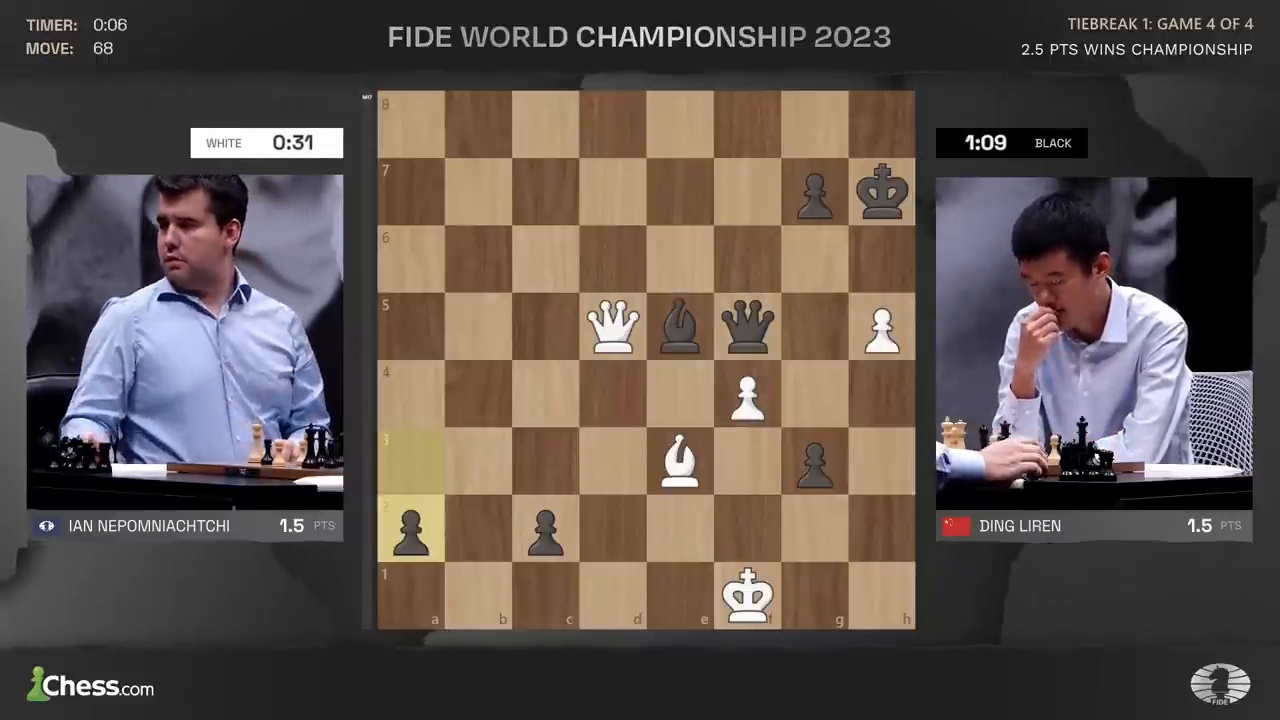 TIMER: 0:06
MOVE: 68
FIDE WORLD CHAMPIONSHIP 2023
TIEBREAK 1: GAME 4 OF 4
2.5 PTS WINS CHAMPIONSHIP
WHITE 0:31
M17
1:09 BLACK
8
7
6
5
4
3
2
1
a b c d e f g h
IAN NEPOMNIACHTCHI 1.5 PTS
DING LIREN 1.5 PTS
Chess.com
FIDE